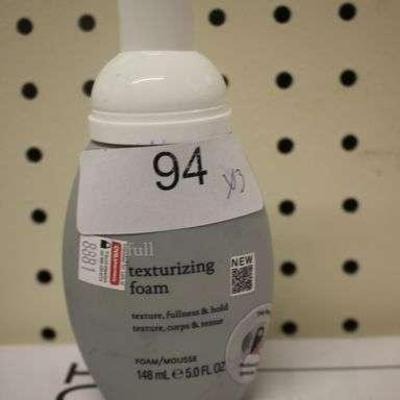 94
x3
8881
full
texturizing
foam
NEW
texture, fullness & hold
texture, corps & tenue
FOAM/MOUSSE
148 mL e 5.0 FL OZ